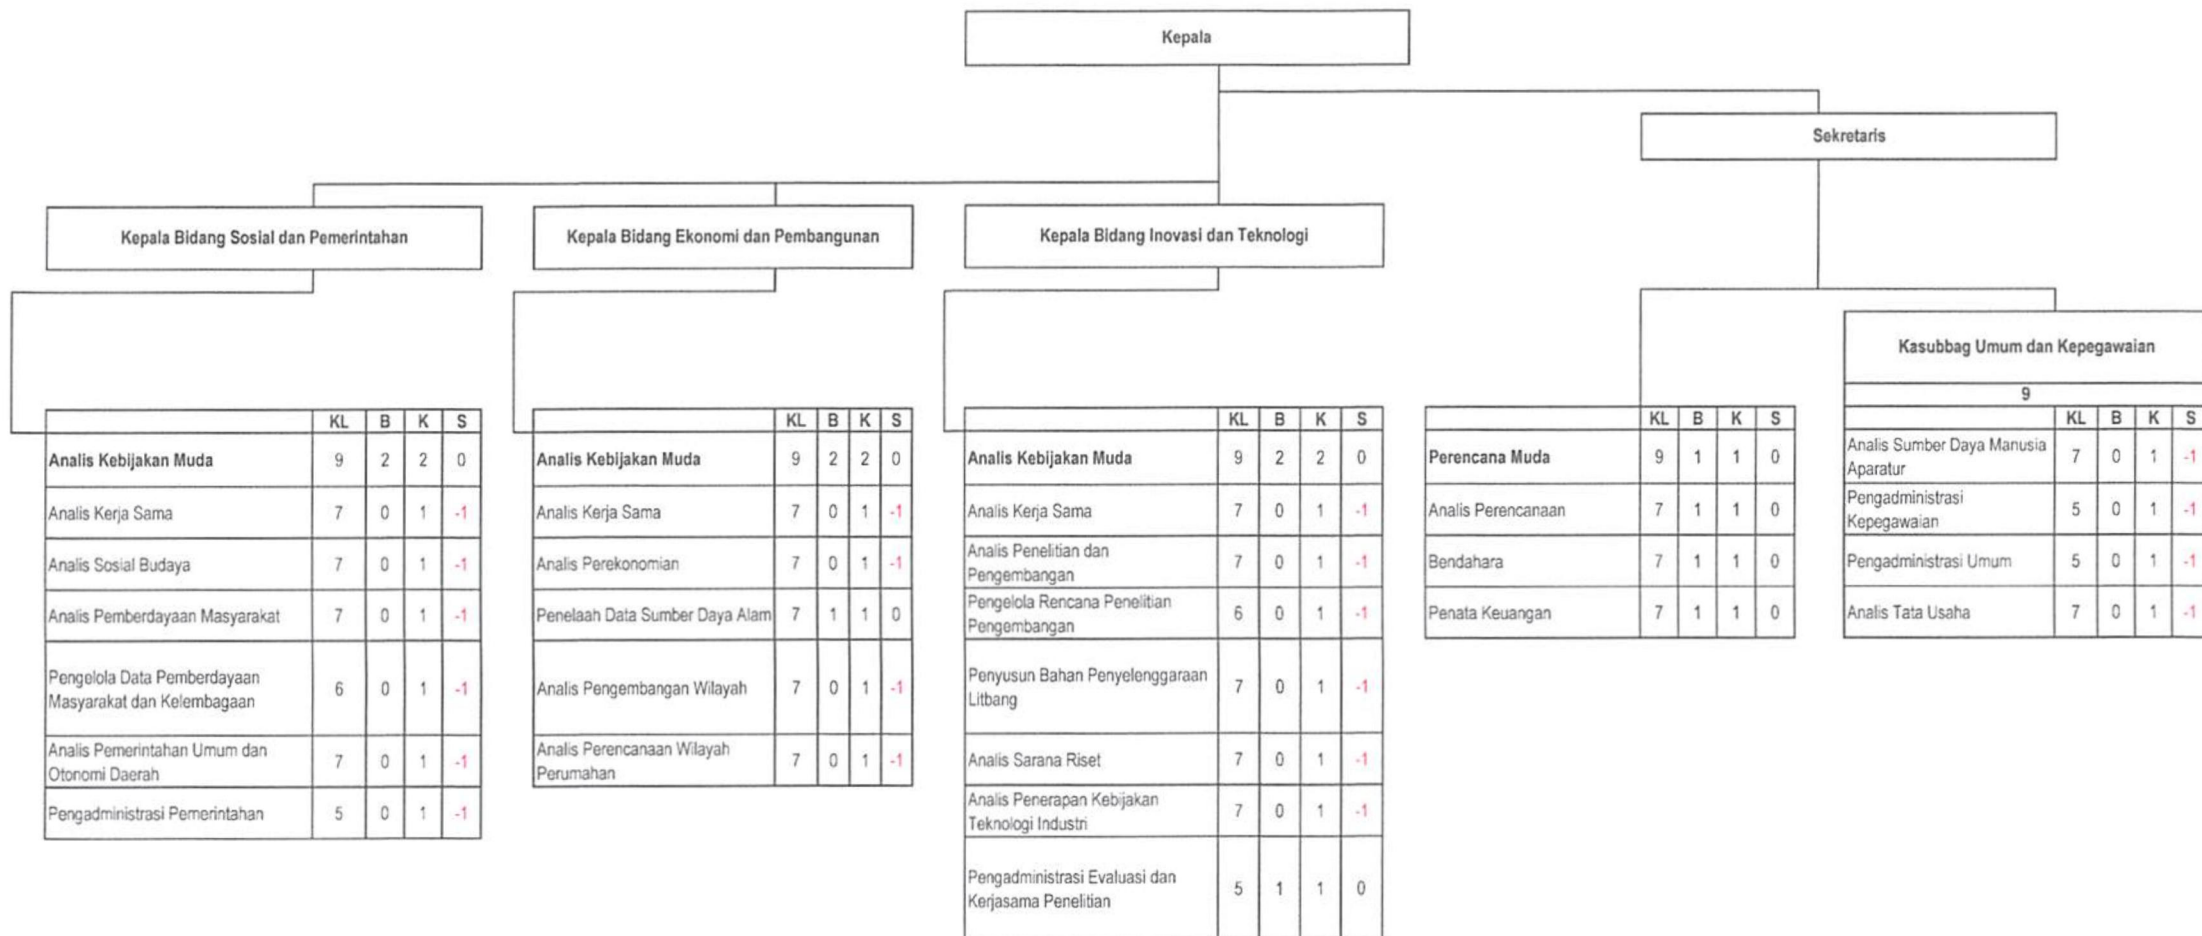 Kepala
Sekretaris
Kepala Bidang Sosial dan Pemerintahan
Kepala Bidang Ekonomi dan Pembangunan
Kepala Bidang Inovasi dan Teknologi
Kasubbag Umum dan Kepegawaian
9
KL B K S
Analis Kebijakan Muda 9 2 2 0
Analis Kerja Sama 7 0 1 -1
Analis Sosial Budaya 7 0 1 -1
Analis Pemberdayaan Masyarakat 7 0 1 -1
Pengelola Data Pemberdayaan
Masyarakat dan Kelembagaan 6 0 1 -1
Analis Pemerintahan Umum dan
Otonomi Daerah 7 0 1 -1
Pengadministrasi Pemerintahan 5 0 1 -1
KL B K S
Analis Kebijakan Muda 9 2 2 0
Analis Kerja Sama 7 0 1 -1
Analis Perekonomian 7 0 1 -1
Penelaah Data Sumber Daya Alam 7 1 1 0
Analis Pengembangan Wilayah 7 0 1 -1
Analis Perencanaan Wilayah
Perumahan 7 0 1 -1
KL B K S
Analis Kebijakan Muda 9 2 2 0
Analis Kerja Sama 7 0 1 -1
Analis Penelitian dan
Pengembangan 7 0 1 -1
Pengelola Rencana Penelitian
Pengembangan 6 0 1 -1
Penyusun Bahan Penyelenggaraan
Litbang 7 0 1 -1
Analis Sarana Riset 7 0 1 -1
Analis Penerapan Kebijakan
Teknologi Industri 7 0 1 -1
Pengadministrasi Evaluasi dan
Kerjasama Penelitian 5 1 1 0
KL B K S
Perencana Muda 9 1 1 0
Analis Perencanaan 7 1 1 0
Bendahara 7 1 1 0
Penata Keuangan 7 1 1 0
KL B K S
Analis Sumber Daya Manusia
Aparatur 7 0 1 -1
Pengadministrasi
Kepegawaian 5 0 1 -1
Pengadministrasi Umum 5 0 1 -1
Analis Tata Usaha 7 0 1 -1